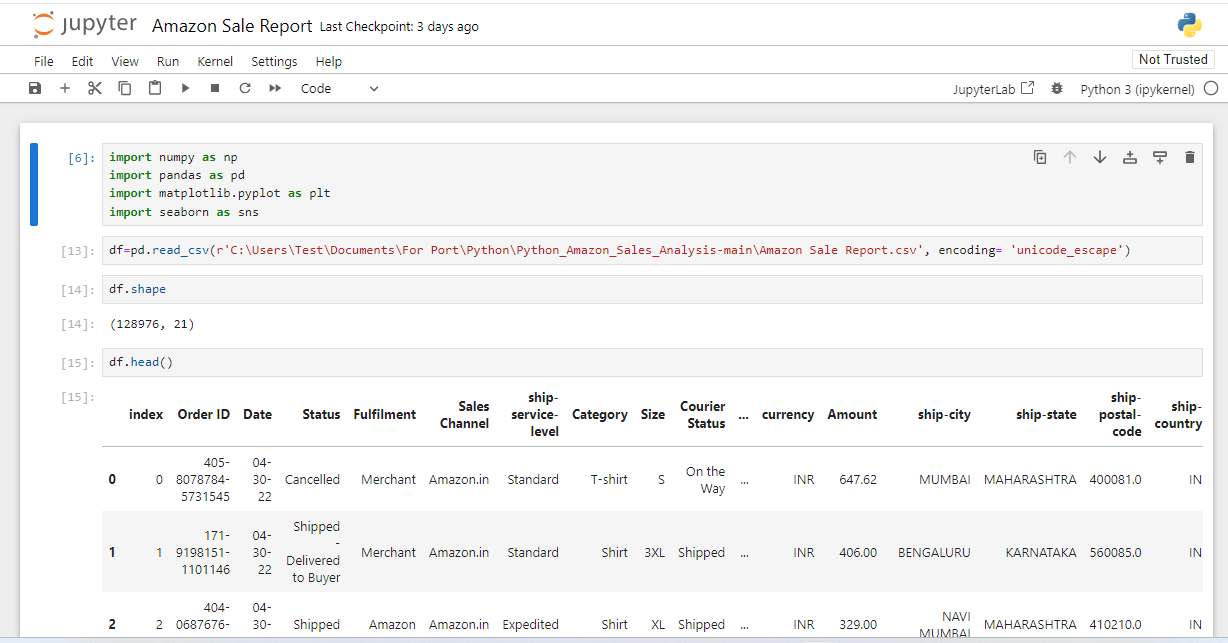 jupyter Amazon Sale Report Last Checkpoint: 3 days ago
File Edit View Run Kernel Settings Help Not Trusted
Code JupyterLab Python 3 (ipykernel)
[6]: import numpy as np
import pandas as pd
import matplotlib.pyplot as plt
import seaborn as sns
[13]: df=pd.read_csv(r'C:\Users\Test\Documents\For Port\Python\Python_Amazon_Sales_Analysis-main\Amazon Sale Report.csv', encoding= 'unicode_escape')
[14]: df.shape
[14]: (128976, 21)
[15]: df.head()
[15]:
index Order ID Date Status Fulfilment Sales Channel ship-service-level Category Size Courier Status ... currency Amount ship-city ship-state ship-postal-code ship-country
0 0 405-8078784-5731545 04-30-22 Cancelled Merchant Amazon.in Standard T-shirt S On the Way ... INR 647.62 MUMBAI MAHARASHTRA 400081.0 IN
1 1 171-9198151-1101146 04-30-22 Shipped - Delivered to Buyer Merchant Amazon.in Standard Shirt 3XL Shipped ... INR 406.00 BENGALURU KARNATAKA 560085.0 IN
2 2 404-0687676- 04-30- Shipped Amazon Amazon.in Expedited Shirt XL Shipped ... INR 329.00 NAVI MUMBAI MAHARASHTRA 410210.0 IN